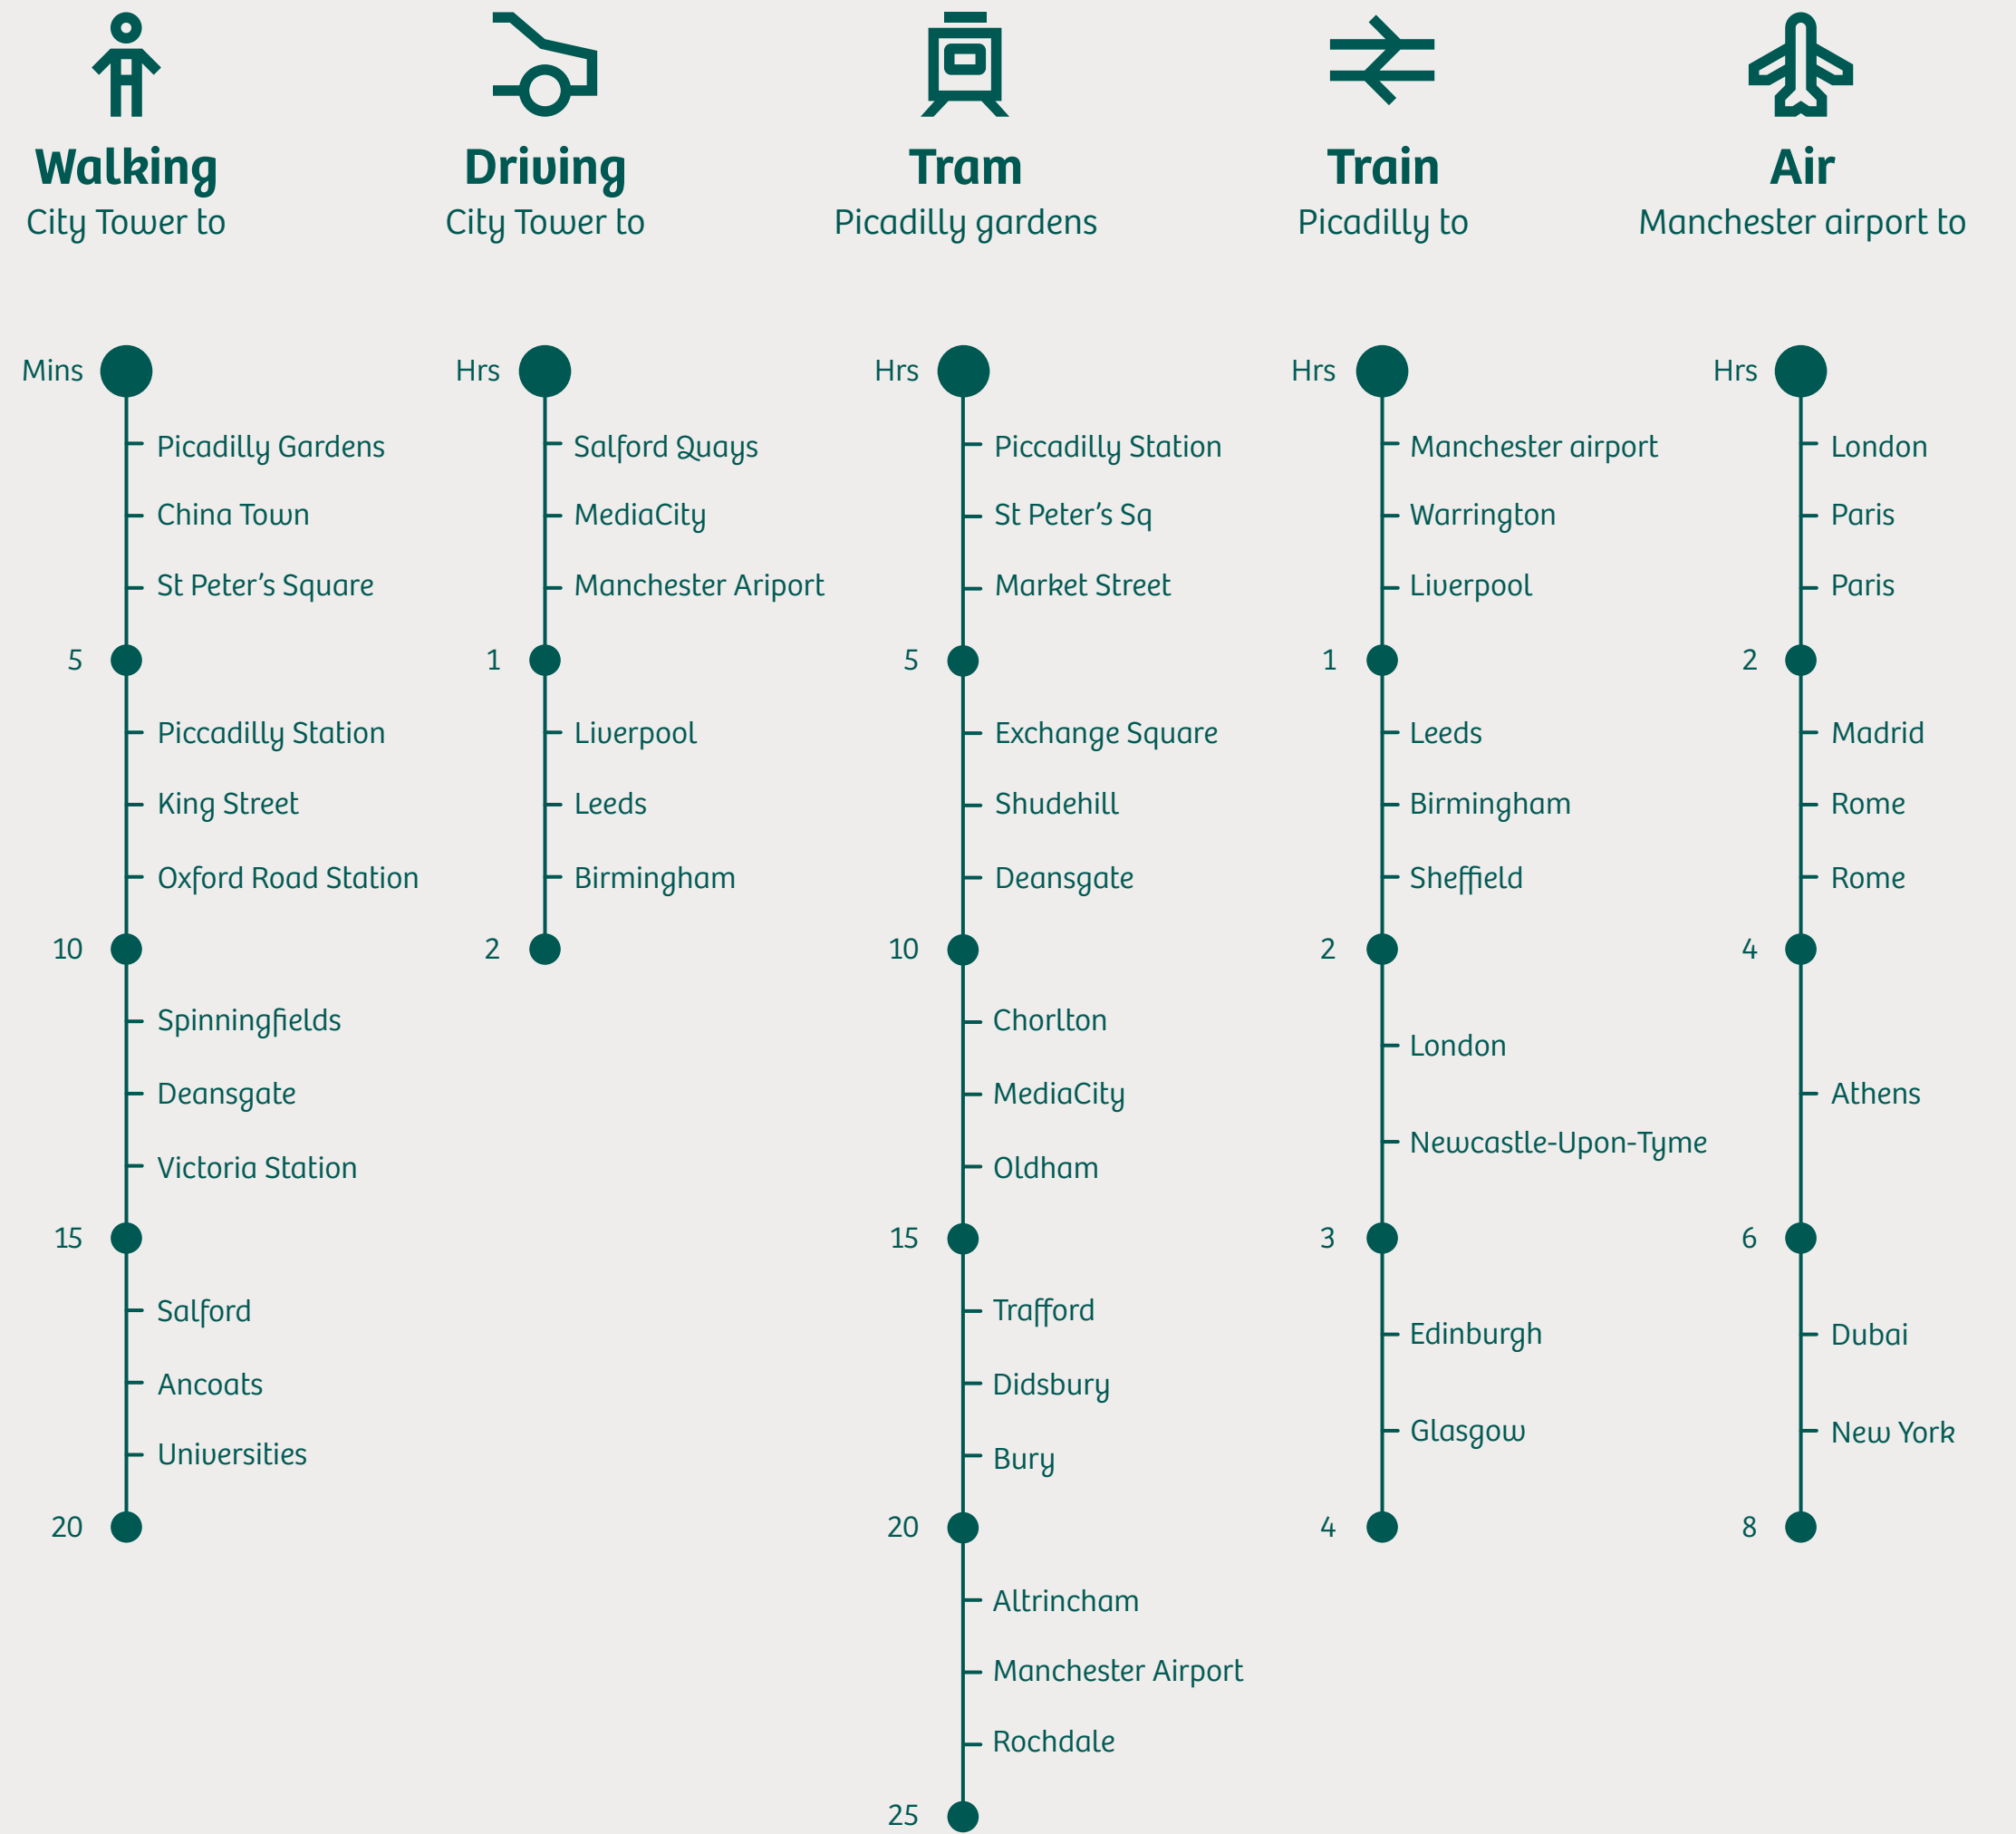 Walking
City Tower to
Mins
Picadilly Gardens
China Town
St Peter’s Square
5
Piccadilly Station
King Street
Oxford Road Station
10
Spinningfields
Deansgate
Victoria Station
15
Salford
Ancoats
Universities
20
Driving
City Tower to
Hrs
Salford Quays
MediaCity
Manchester Ariport
1
Liverpool
Leeds
Birmingham
2
Tram
Picadilly gardens
Hrs
Piccadilly Station
St Peter’s Sq
Market Street
5
Exchange Square
Shudehill
Deansgate
10
Chorlton
MediaCity
Oldham
15
Trafford
Didsbury
Bury
20
Altrincham
Manchester Airport
Rochdale
25
Train
Picadilly to
Hrs
Manchester airport
Warrington
Liverpool
1
Leeds
Birmingham
Sheffield
2
London
Newcastle-Upon-Tyme
3
Edinburgh
Glasgow
4
Air
Manchester airport to
Hrs
London
Paris
Paris
2
Madrid
Rome
Rome
4
Athens
6
Dubai
New York
8